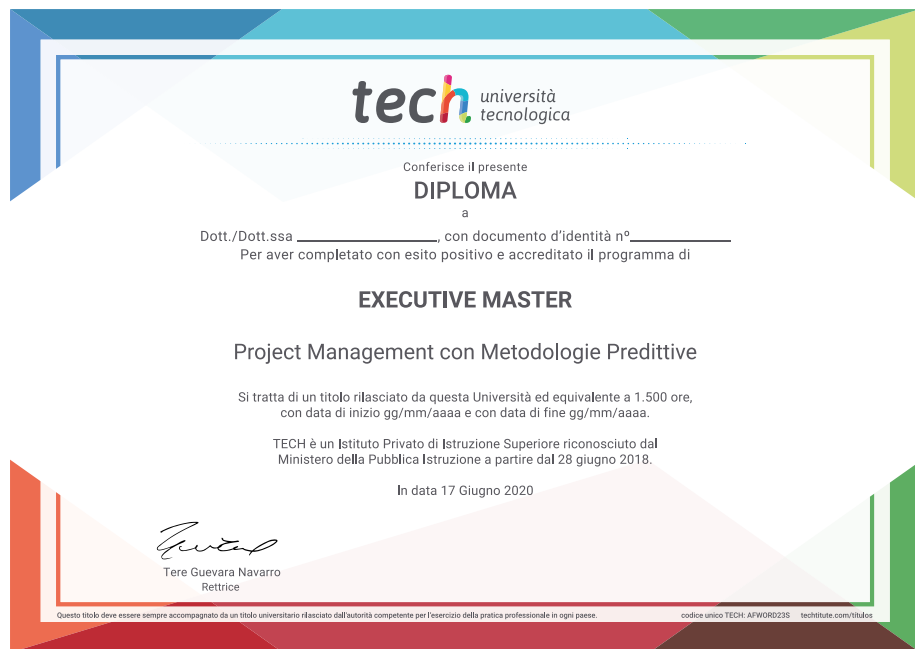 tech università
tecnologica
Conferisce il presente
DIPLOMA
a
Dott./Dott.ssa ____________________, con documento d'identità nº______________
Per aver completato con esito positivo e accreditato il programma di
EXECUTIVE MASTER
Project Management con Metodologie Predittive
Si tratta di un titolo rilasciato da questa Università ed equivalente a 1.500 ore,
con data di inizio gg/mm/aaaa e con data di fine gg/mm/aaaa.
TECH è un Istituto Privato di Istruzione Superiore riconosciuto dal
Ministero della Pubblica Istruzione a partire dal 28 giugno 2018.
In data 17 Giugno 2020
Tere Guevara Navarro
Rettrice
Questo titolo deve essere sempre accompagnato da un titolo universitario rilasciato dall'autorità competente per l'esercizio della pratica professionale in ogni paese. codice unico TECH: AFWORD23S techtitute.com/titulos